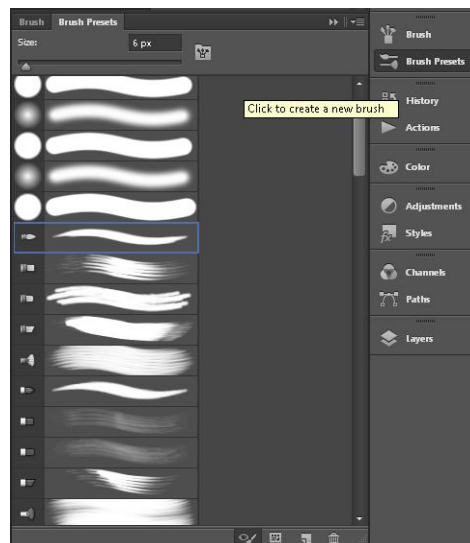 Brush Brush Presets
Size: 6 px
Click to create a new brush
Brush
Brush Presets
History
Actions
Color
Adjustments
Styles
Channels
Paths
Layers